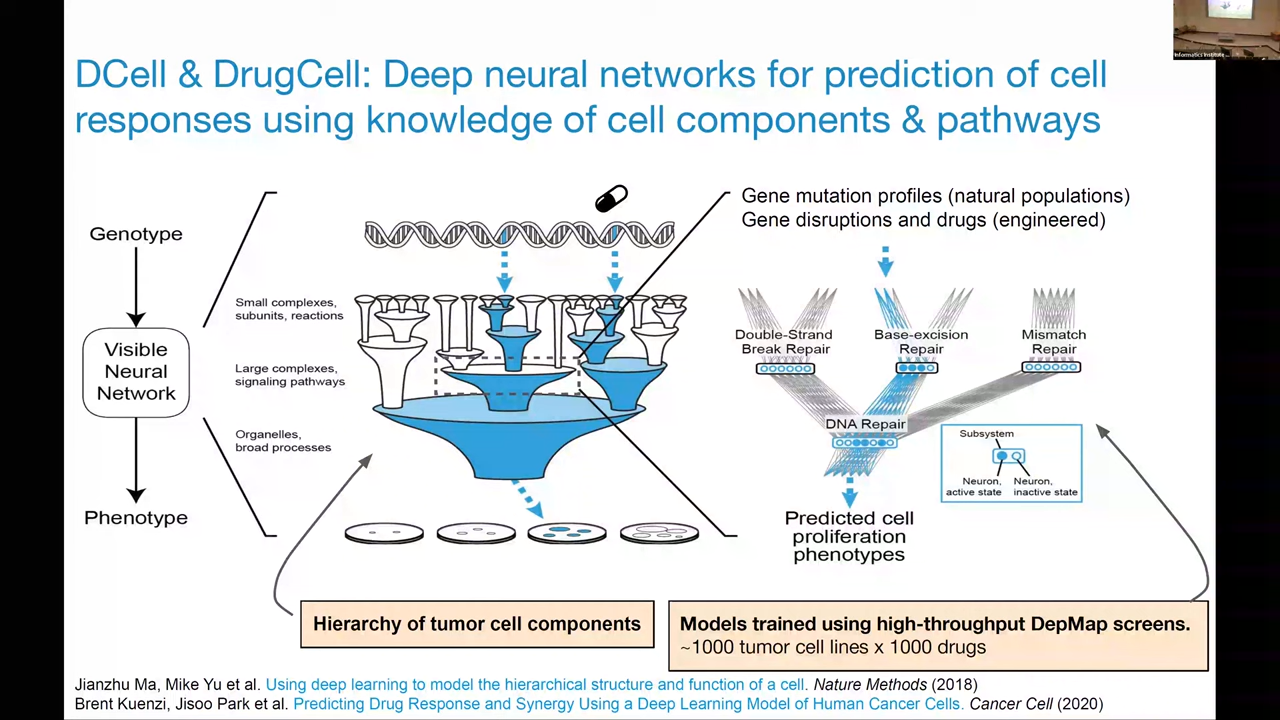 Informatics Institute
DCell & DrugCell: Deep neural networks for prediction of cell
responses using knowledge of cell components & pathways
Genotype
Visible
Neural
Network
Phenotype
Small complexes,
subunits, reactions
Large complexes,
signaling pathways
Organelles,
broad processes
Gene mutation profiles (natural populations)
Gene disruptions and drugs (engineered)
Double-Strand
Break Repair
Base-excision
Repair
Mismatch
Repair
DNA Repair
Subsystem
Neuron,
active state
Neuron,
inactive state
Predicted cell
proliferation
phenotypes
Hierarchy of tumor cell components
Models trained using high-throughput DepMap screens.
~1000 tumor cell lines x 1000 drugs
Jianzhu Ma, Mike Yu et al. Using deep learning to model the hierarchical structure and function of a cell. Nature Methods (2018)
Brent Kuenzi, Jisoo Park et al. Predicting Drug Response and Synergy Using a Deep Learning Model of Human Cancer Cells. Cancer Cell (2020)